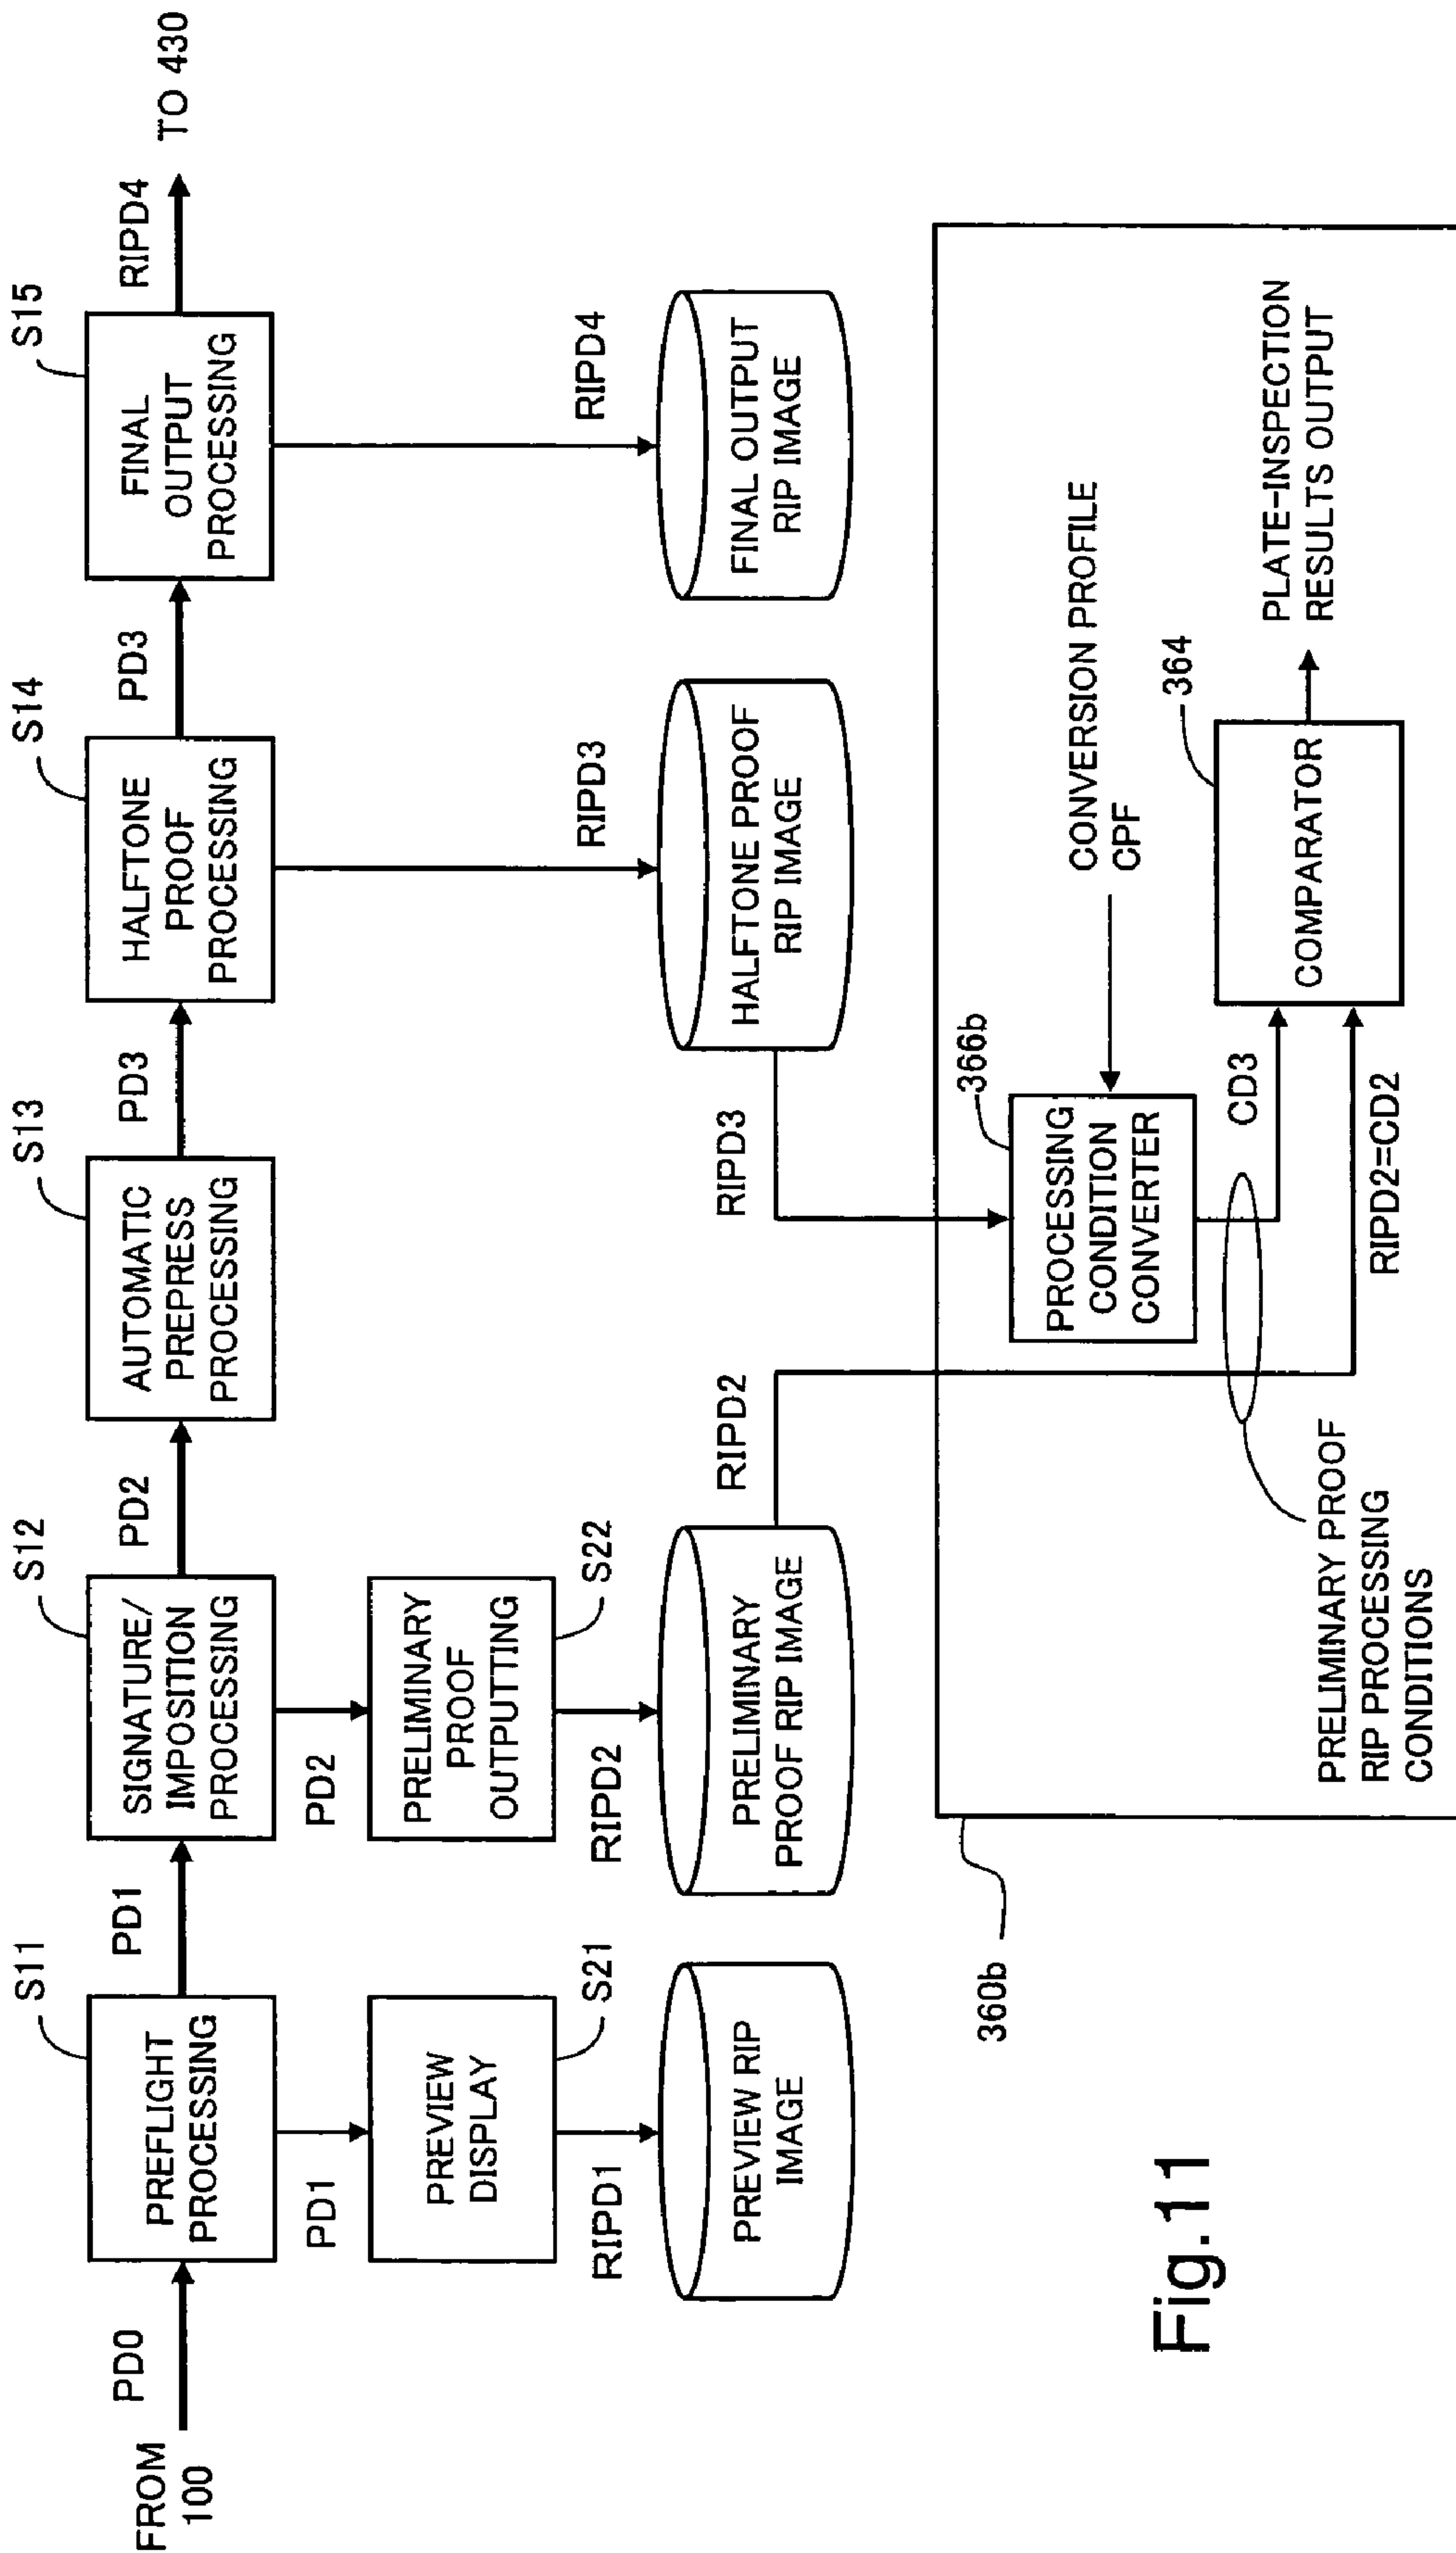 FROM
100
PD0
S11
PREFLIGHT
PROCESSING
PD1
S12
SIGNATURE/
IMPOSITION
PROCESSING
PD2
S13
AUTOMATIC
PREPRESS
PROCESSING
PD3
S14
HALFTONE
PROOF
PROCESSING
PD3
S15
FINAL
OUTPUT
PROCESSING
RIPD4
TO 430
PD1
PREVIEW
DISPLAY
S21
RIPD1
PREVIEW RIP
IMAGE
PD2
PRELIMINARY
PROOF
OUTPUTTING
S22
RIPD2
PRELIMINARY
PROOF RIP IMAGE
RIPD3
HALFTONE PROOF
RIP IMAGE
RIPD4
FINAL OUTPUT
RIP IMAGE
RIPD2
RIPD3
360b
366b
PROCESSING
CONDITION
CONVERTER
CONVERSION PROFILE
CPF
CD3
RIPD2=CD2
364
COMPARATOR
PLATE-INSPECTION
RESULTS OUTPUT
PRELIMINARY PROOF
RIP PROCESSING
CONDITIONS
Fig.11